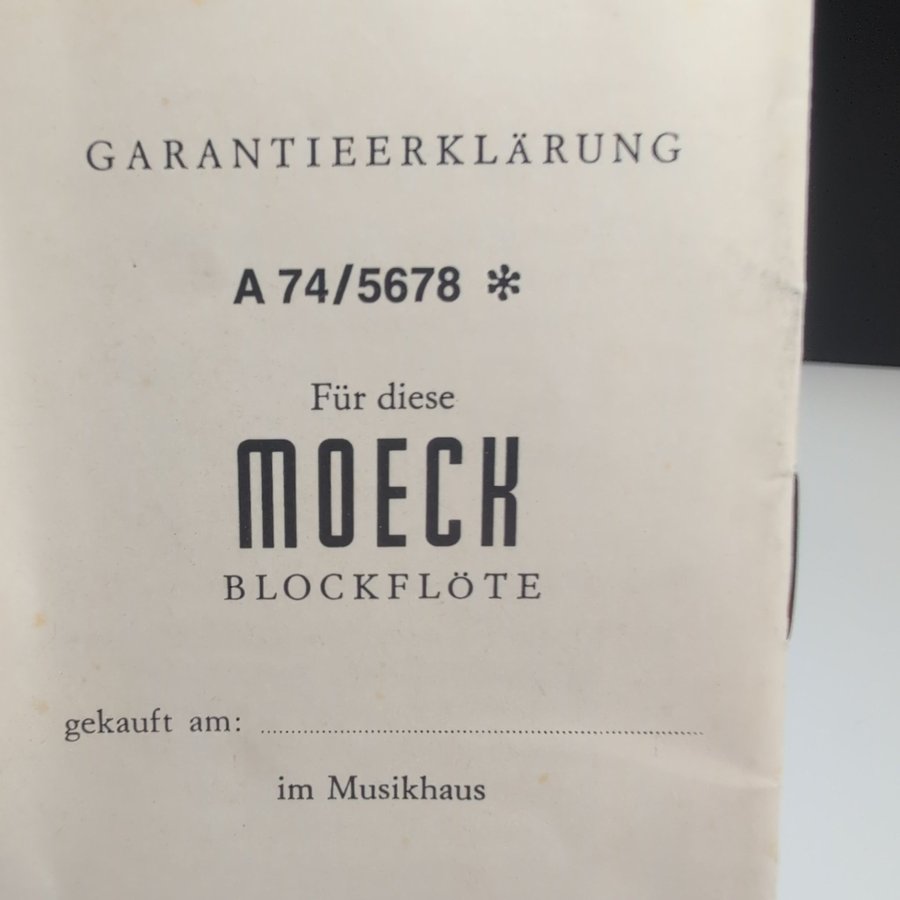 GARANTIEERKLÄRUNG
A 74/5678 ✻
Für diese
MOECK
BLOCKFLÖTE
gekauft am: ........................................
im Musikhaus